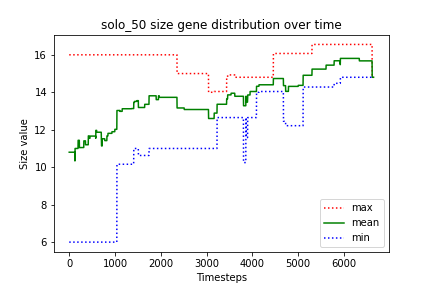 solo_50 size gene distribution over time
Size value
16
14
12
10
8
6
0
1000
2000
3000
4000
5000
6000
Timesteps
max
mean
min